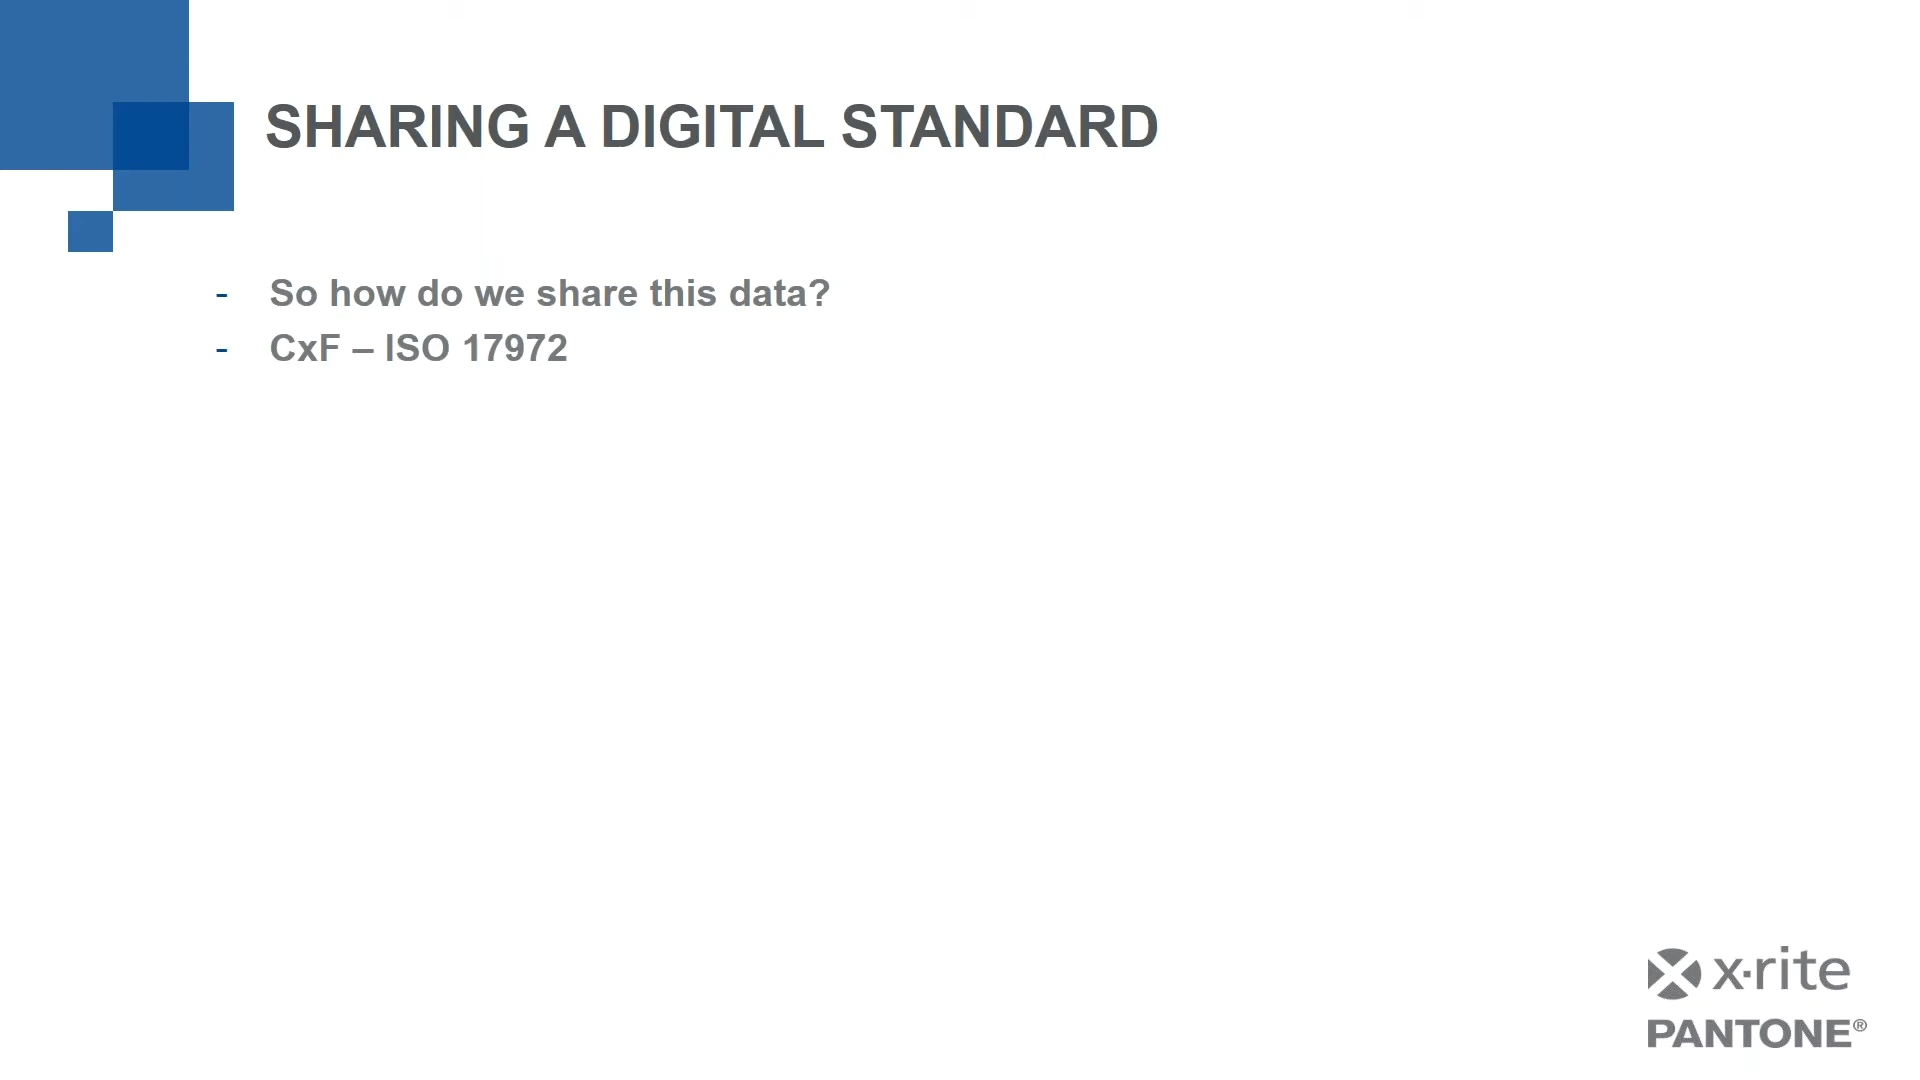 SHARING A DIGITAL STANDARD
- So how do we share this data?
- CxF – ISO 17972
x·rite
PANTONE®